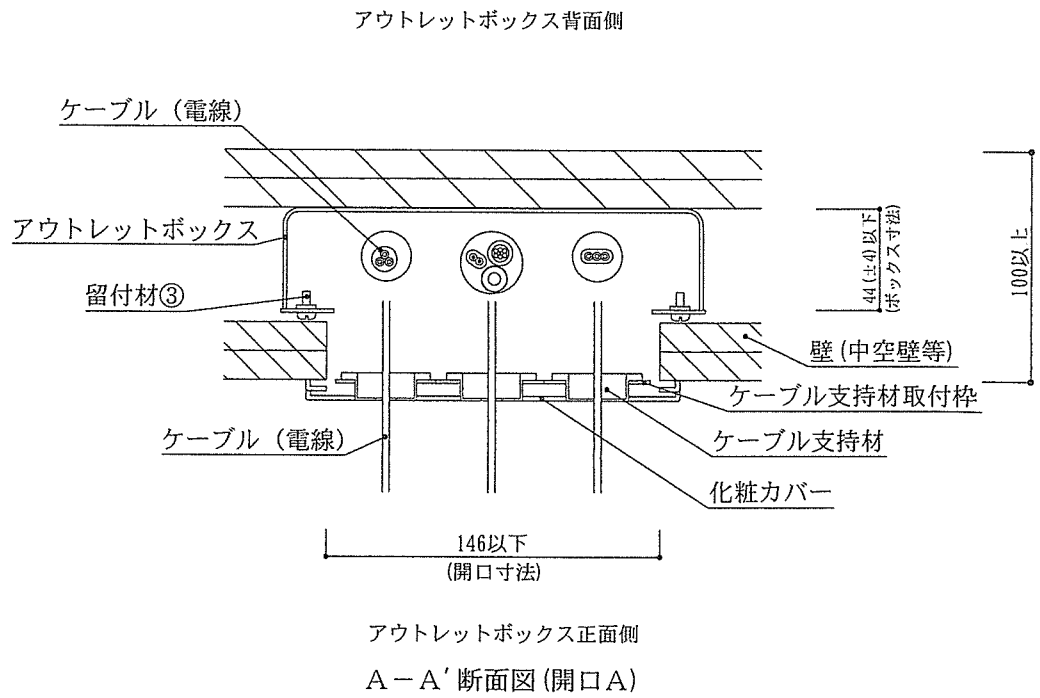 アウトレットボックス背面側
ケーブル（電線）
アウトレットボックス
留付材③
44(±4)以下
(ボックス寸法)
100以上
壁(中空壁等)
ケーブル支持材取付枠
ケーブル（電線）
ケーブル支持材
化粧カバー
146以下
(開口寸法)
アウトレットボックス正面側
A－A′断面図(開口A)